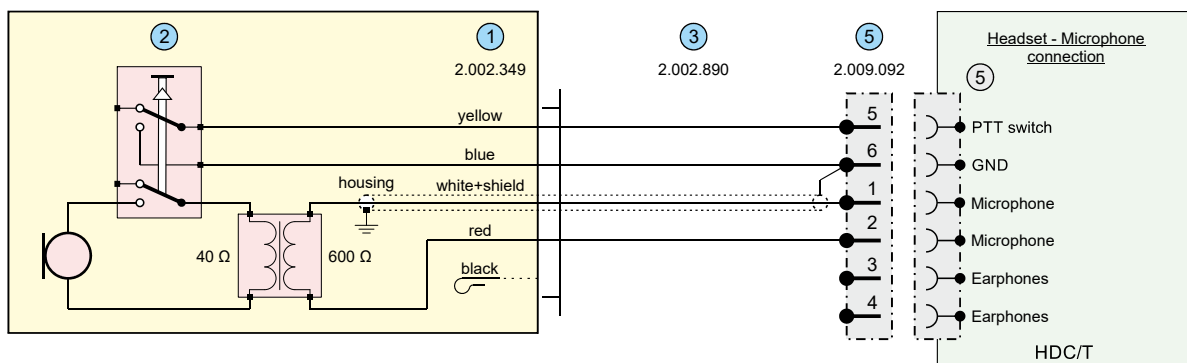 2
1
3
5
2.002.349
2.002.890
2.009.092
Headset - Microphone
connection
5
yellow
5
PTT switch
blue
6
GND
housing
white+shield
1
Microphone
red
2
Microphone
40 Ω
600 Ω
black
3
Earphones
4
Earphones
HDC/T